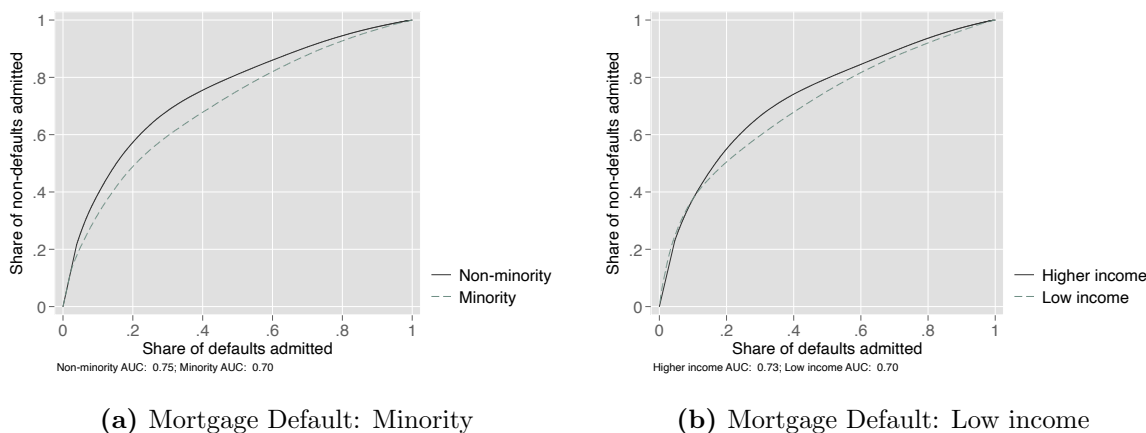 Share of non-defaults admitted
1
.8
.6
.4
.2
0
0 .2 .4 .6 .8 1
Share of defaults admitted
Non-minority
Minority
Non-minority AUC: 0.75; Minority AUC: 0.70
(a) Mortgage Default: Minority
Share of non-defaults admitted
1
.8
.6
.4
.2
0
0 .2 .4 .6 .8 1
Share of defaults admitted
Higher income
Low income
Higher income AUC: 0.73; Low income AUC: 0.70
(b) Mortgage Default: Low income